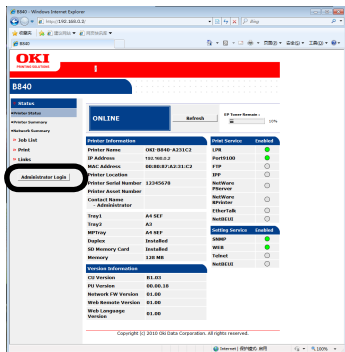 B840 - Windows Internet Explorer
http://192.168.0.2/
B840
OKI
PRINTING SOLUTIONS
B840
Status
Printer Status
Printer Summary
Network Summary
Job List
Print
Links
Administrator Login
ONLINE
Refresh
EP Toner Remain :
Printer Information
Printer Name OKI-B840-A231C2
IP Address 192.168.0.2
MAC Address 00:80:87:A2:31:C2
Printer Location
Printer Serial Number 12345678
Printer Asset Number
Contact Name
- Administrator
Tray1 A4 SEF
Tray2 A3
MPTray A4 SEF
Duplex Installed
SD Memory Card Installed
Memory 128 MB
Version Information
CU Version B1.03
PU Version 00.00.18
Network FW Version 01.00
Web Remote Version 01.00
Web Language
Version 01.00
Print Service Enabled
LPR
Port9100
FTP
IPP
NetWare
PServer
NetWare
RPrinter
EtherTalk
NetBEUI
Setting Service Enabled
SNMP
WEB
Telnet
NetBEUI
Copyright (c) 2010 Oki Data Corporation. All rights reserved.
100%